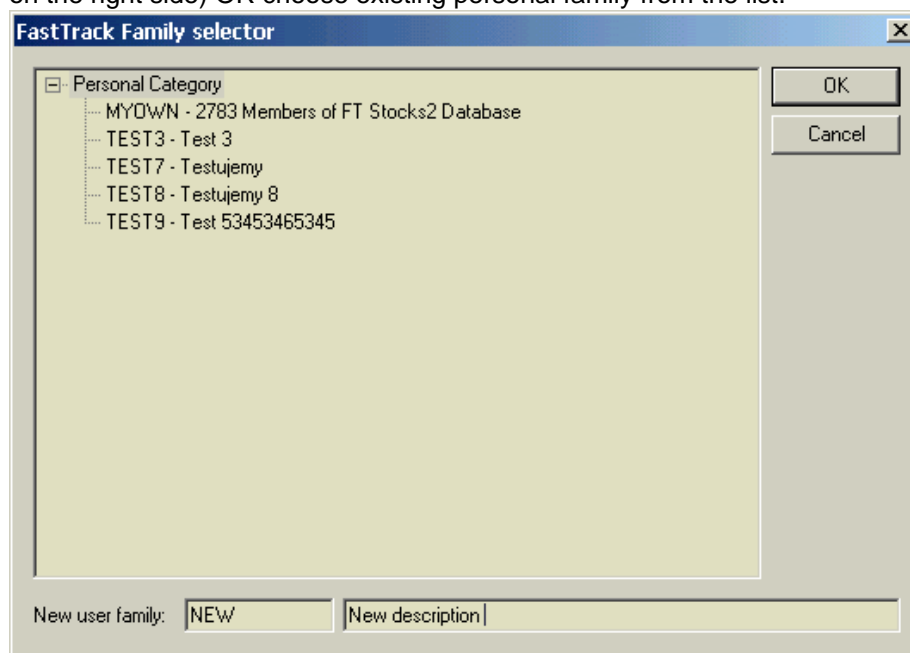 on the right side) OR choose existing personal family from the list.
FastTrack Family selector
Personal Category
MYOWN - 2783 Members of FT Stocks2 Database
TEST3 - Test 3
TEST7 - Testujemy
TEST8 - Testujemy 8
TEST9 - Test 53453465345
OK
Cancel
New user family: NEW New description